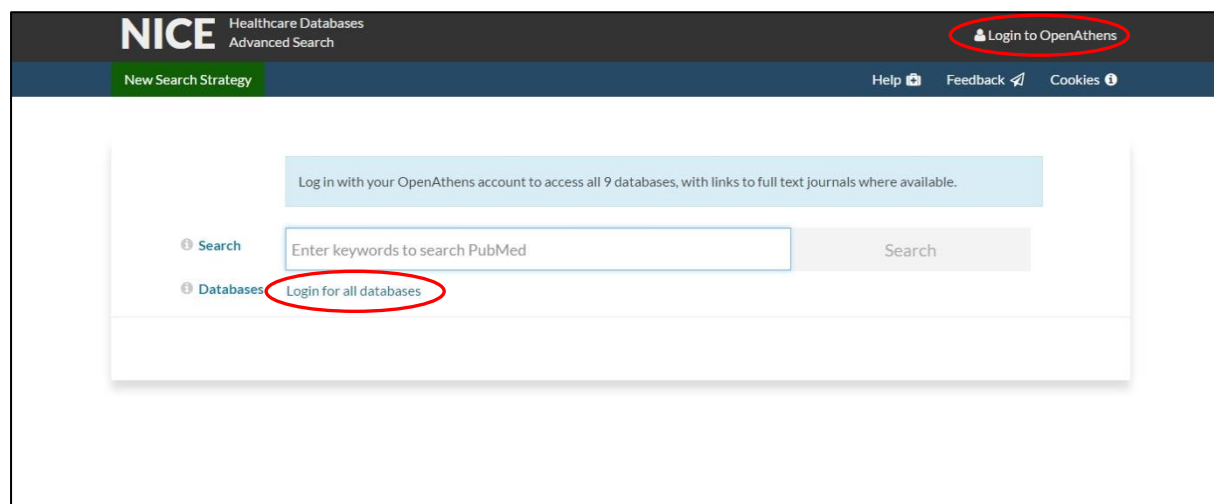 NICE Healthcare Databases
Advanced Search
Login to OpenAthens
New Search Strategy Help Feedback Cookies
Log in with your OpenAthens account to access all 9 databases, with links to full text journals where available.
Search Enter keywords to search PubMed Search
Databases Login for all databases